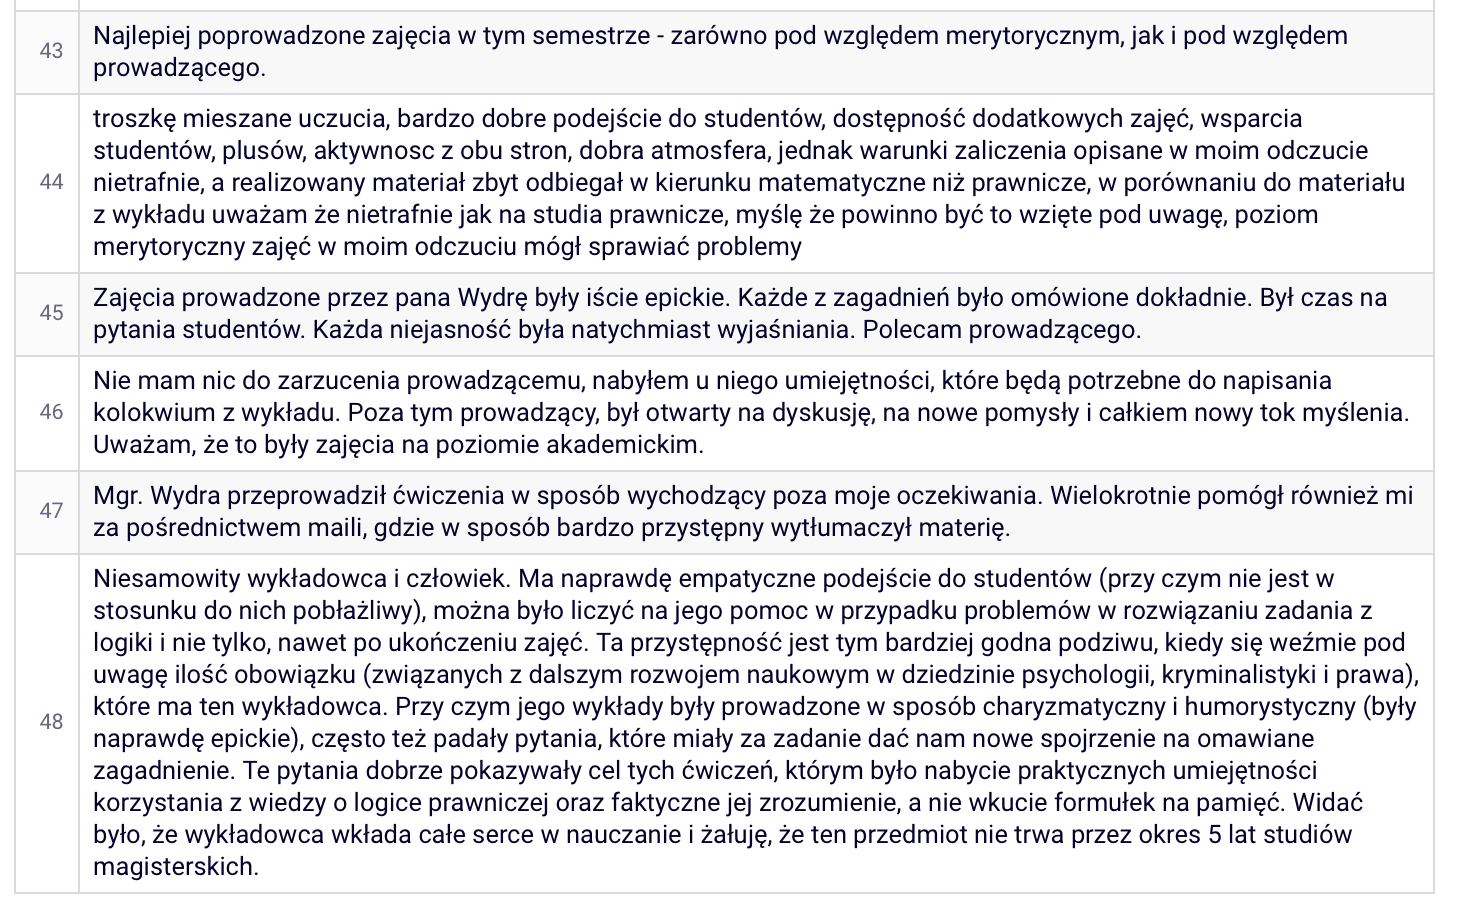 43
Najlepiej poprowadzone zajęcia w tym semestrze - zarówno pod względem merytorycznym, jak i pod względem
prowadzącego.
44
troszkę mieszane uczucia, bardzo dobre podejście do studentów, dostępność dodatkowych zajęć, wsparcia
studentów, plusów, aktywnosc z obu stron, dobra atmosfera, jednak warunki zaliczenia opisane w moim odczucie
nietrafnie, a realizowany materiał zbyt odbiegał w kierunku matematyczne niż prawnicze, w porównaniu do materiału
z wykładu uważam że nietrafnie jak na studia prawnicze, myślę że powinno być to wzięte pod uwagę, poziom
merytoryczny zajęć w moim odczuciu mógł sprawiać problemy
45
Zajęcia prowadzone przez pana Wydrę były iście epickie. Każde z zagadnień było omówione dokładnie. Był czas na
pytania studentów. Każda niejasność była natychmiast wyjaśniania. Polecam prowadzącego.
46
Nie mam nic do zarzucenia prowadzącemu, nabyłem u niego umiejętności, które będą potrzebne do napisania
kolokwium z wykładu. Poza tym prowadzący, był otwarty na dyskusję, na nowe pomysły i całkiem nowy tok myślenia.
Uważam, że to były zajęcia na poziomie akademickim.
47
Mgr. Wydra przeprowadził ćwiczenia w sposób wychodzący poza moje oczekiwania. Wielokrotnie pomógł również mi
za pośrednictwem maili, gdzie w sposób bardzo przystępny wytłumaczył materię.
48
Niesamowity wykładowca i człowiek. Ma naprawdę empatyczne podejście do studentów (przy czym nie jest w
stosunku do nich pobłażliwy), można było liczyć na jego pomoc w przypadku problemów w rozwiązaniu zadania z
logiki i nie tylko, nawet po ukończeniu zajęć. Ta przystępność jest tym bardziej godna podziwu, kiedy się weźmie pod
uwagę ilość obowiązku (związanych z dalszym rozwojem naukowym w dziedzinie psychologii, kryminalistyki i prawa),
które ma ten wykładowca. Przy czym jego wykłady były prowadzone w sposób charyzmatyczny i humorystyczny (były
naprawdę epickie), często też padały pytania, które miały za zadanie dać nam nowe spojrzenie na omawiane
zagadnienie. Te pytania dobrze pokazywały cel tych ćwiczeń, którym było nabycie praktycznych umiejętności
korzystania z wiedzy o logice prawniczej oraz faktyczne jej zrozumienie, a nie wkucie formułek na pamięć. Widać
było, że wykładowca wkłada całe serce w nauczanie i żałuję, że ten przedmiot nie trwa przez okres 5 lat studiów
magisterskich.